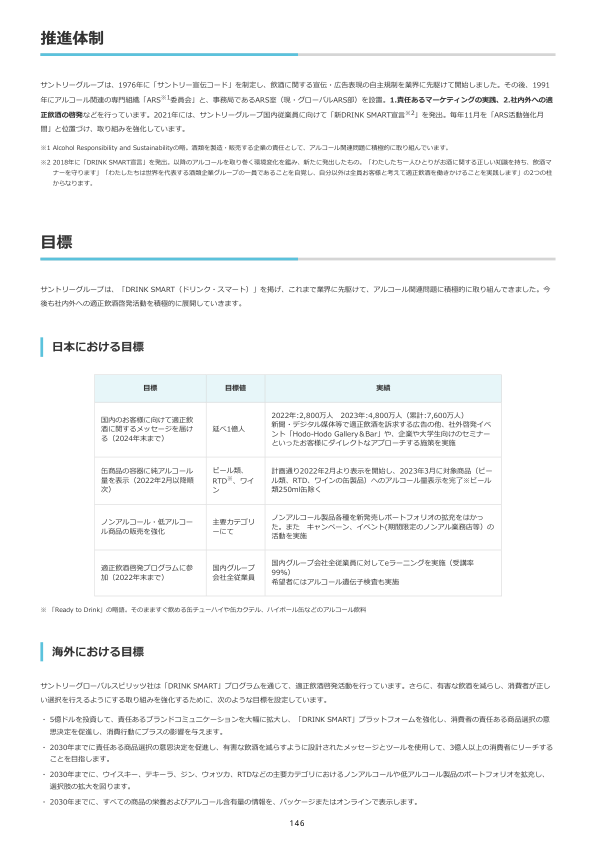 推進体制
サントリーグループは、1976年に「サントリー宣伝コード」を制定し、飲酒に関する宣伝・広告表現の自主規制を業界に先駆けて開始しました。その後、1991
年にアルコール関連の専門組織「ARS※1委員会」と、事務局であるARS室（現・グローバルARS部）を設置。1.責任あるマーケティングの実践、2.社内外への適
正飲酒の啓発などを行っています。2021年には、サントリーグループ国内従業員に向けて「新DRINK SMART宣言※2」を発出。毎年11月を「ARS活動強化月
間」と位置づけ、取り組みを強化しています。
※1 Alcohol Responsibility and Sustainabilityの略。酒類を製造・販売する企業の責任として、アルコール関連問題に積極的に取り組んでいます。
※2 2018年に「DRINK SMART宣言」を発出。以降のアルコールを取り巻く環境変化を鑑み、新たに発出したもの。「わたしたち一人ひとりがお酒に関する正しい知識を持ち、飲酒マ
ナーを守ります」「わたしたちは世界を代表する酒類企業グループの一員であることを自覚し、自分以外は全員お客様と考えて適正飲酒を働きかけることを実践します」の2つの柱
からなります。
目標
サントリーグループは、「DRINK SMART（ドリンク・スマート）」を掲げ、これまで業界に先駆けて、アルコール関連問題に積極的に取り組んできました。今
後も社内外への適正飲酒啓発活動を積極的に展開していきます。
日本における目標
目標 目標値 実績
国内のお客様に向けて適正飲
酒に関するメッセージを届け
る（2024年末まで）
延べ1億人
2022年:2,800万人 2023年:4,800万人（累計:7,600万人）
新聞・デジタル媒体等で適正飲酒を訴求する広告の他、社外啓発イベ
ント「Hodo-Hodo Gallery＆Bar」や、企業や大学生向けのセミナー
といったお客様にダイレクトなアプローチする施策を実施
缶商品の容器に純アルコール
量を表示（2022年2月以降順
次）
ビール類、
RTD※、ワイ
ン
計画通り2022年2月より表示を開始し、2023年3月に対象商品（ビー
ル類、RTD、ワインの缶製品）へのアルコール量表示を完了※ビール
類250ml缶除く
ノンアルコール・低アルコー
ル商品の販売を強化
主要カテゴリ
ーにて
ノンアルコール製品各種を新発売しポートフォリオの拡充をはかっ
た。また キャンペーン、イベント(期間限定のノンアル業務店等）の
活動を実施
適正飲酒啓発プログラムに参
加（2022年末まで）
国内グループ
会社全従業員
国内グループ会社全従業員に対してeラーニングを実施（受講率
99%）
希望者にはアルコール遺伝子検査も実施
※ 「Ready to Drink」の略語。そのまますぐ飲める缶チューハイや缶カクテル、ハイボール缶などのアルコール飲料
海外における目標
サントリーグローバルスピリッツ社は「DRINK SMART」プログラムを通じて、適正飲酒啓発活動を行っています。さらに、有害な飲酒を減らし、消費者が正し
い選択を行えるようにする取り組みを強化するために、次のような目標を設定しています。
・ 5億ドルを投資して、責任あるブランドコミュニケーションを大幅に拡大し、「DRINK SMART」プラットフォームを強化し、消費者の責任ある商品選択の意
思決定を促進し、消費行動にプラスの影響を与えます。
・ 2030年までに責任ある商品選択の意思決定を促進し、有害な飲酒を減らすように設計されたメッセージとツールを使用して、3億人以上の消費者にリーチする
ことを目指します。
・ 2030年までに、ウイスキー、テキーラ、ジン、ウォツカ、RTDなどの主要カテゴリにおけるノンアルコールや低アルコール製品のポートフォリオを拡充し、
選択肢の拡大を図ります。
・ 2030年までに、すべての商品の栄養およびアルコール含有量の情報を、パッケージまたはオンラインで表示します。
146